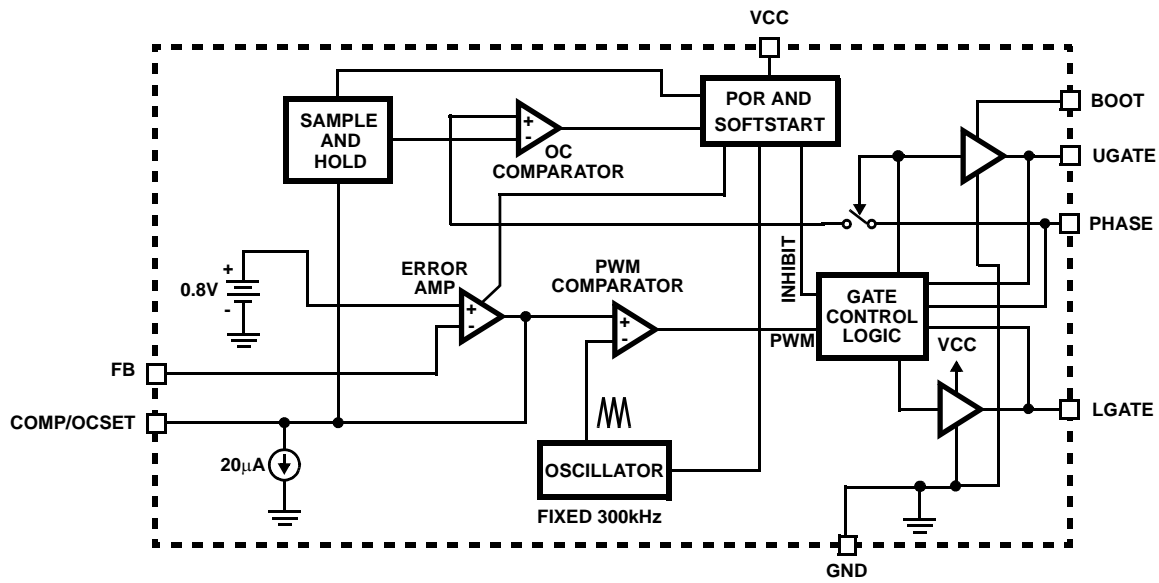 VCC
BOOT
SAMPLE
AND
HOLD
+
-
OC
COMPARATOR
POR AND
SOFTSTART
UGATE
PHASE
INHIBIT
+
0.8V
-
ERROR
AMP
+
-
PWM
COMPARATOR
+
-
PWM
GATE
CONTROL
LOGIC
VCC
FB
COMP/OCSET
LGATE
20µA
OSCILLATOR
FIXED 300kHz
GND